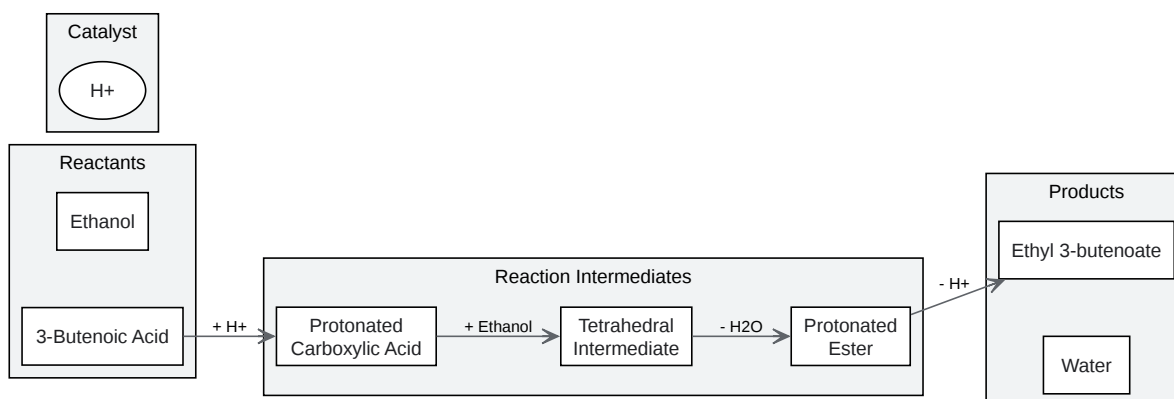 Catalyst
H+
Reactants
Ethanol
3-Butenoic Acid
+ H+
Reaction Intermediates
Protonated
Carboxylic Acid
+ Ethanol
Tetrahedral
Intermediate
- H2O
Protonated
Ester
- H+
Products
Ethyl 3-butenoate
Water